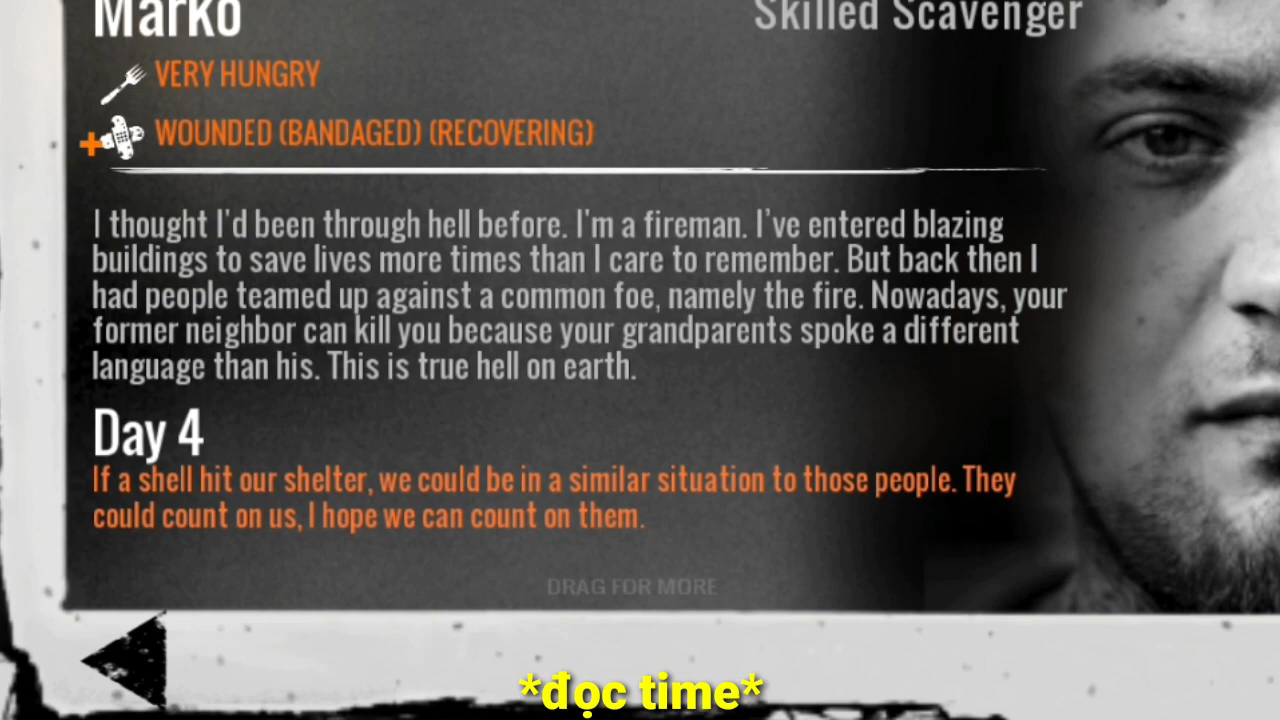 Marko
Skilled Scavenger
VERY HUNGRY
WOUNDED (BANDAGED) (RECOVERING)
I thought I'd been through hell before. I'm a fireman. I've entered blazing
buildings to save lives more times than I care to remember. But back then I
had people teamed up against a common foe, namely the fire. Nowadays, your
former neighbor can kill you because your grandparents spoke a different
language than his. This is true hell on earth.
Day 4
If a shell hit our shelter, we could be in a similar situation to those people. They
could count on us, I hope we can count on them.
DRAG FOR MORE
*đọc time*